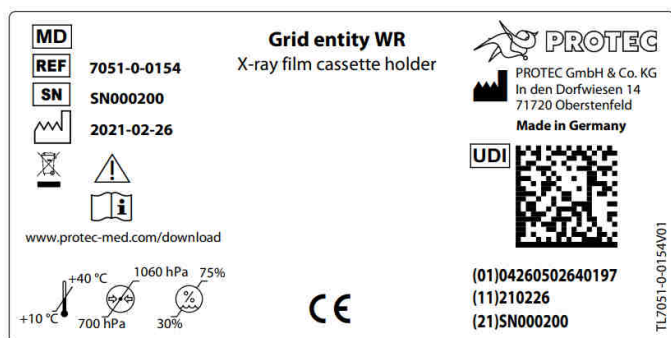 MD
REF 7051-0-0154
SN SN000200
2021-02-26
www.protec-med.com/download
+40 °C
+10 °C
1060 hPa
700 hPa
75%
%
30%
Grid entity WR
X-ray film cassette holder
CE
PROTEC
PROTEC GmbH & Co. KG
In den Dorfwiesen 14
71720 Oberstenfeld
Made in Germany
UDI
(01)04260502640197
(11)210226
(21)SN000200
TL7051-0-0154V01